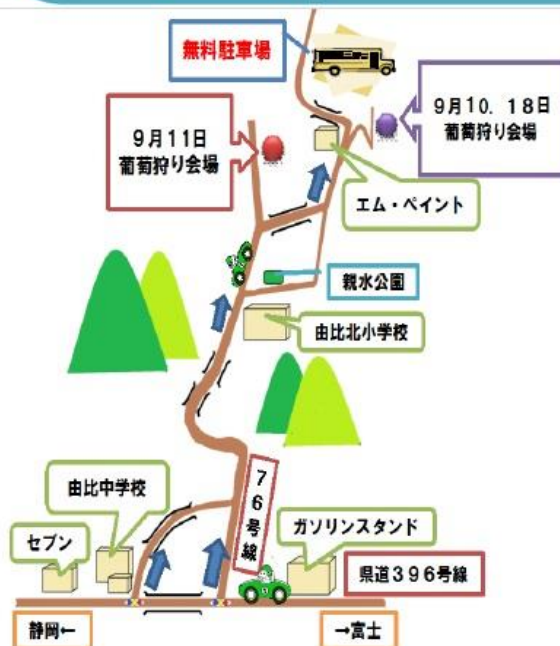 無料駐車場
9月11日
葡萄狩り会場
9月10．18日
葡萄狩り会場
エム・ペイント
親水公園
由比北小学校
76号線
由比中学校
セブン
ガソリンスタンド
県道396号線
静岡←
→富士